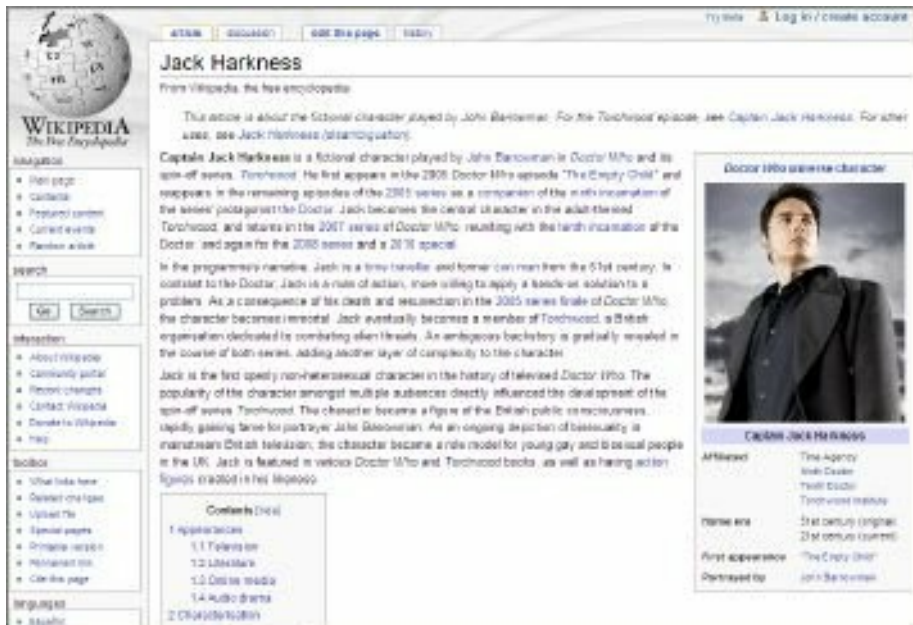 Try Beta Log in / create account
article discussion edit this page history
WIKIPEDIA
The Free Encyclopedia
navigation
Main page
Contents
Featured content
Current events
Random article
search
Go Search
interaction
About Wikipedia
Community portal
Recent changes
Contact Wikipedia
Donate to Wikipedia
Help
toolbox
What links here
Related changes
Upload file
Special pages
Printable version
Permanent link
Cite this page
languages
Español
Jack Harkness
From Wikipedia, the free encyclopedia
This article is about the fictional character played by John Barrowman. For the Torchwood episode, see Captain Jack Harkness. For other
uses, see Jack Harkness (disambiguation).
Captain Jack Harkness is a fictional character played by John Barrowman in Doctor Who and its
spin-off series, Torchwood. He first appears in the 2005 Doctor Who episode "The Empty Child" and
reappears in the remaining episodes of the 2005 series as a companion of the ninth incarnation of
the series' protagonist the Doctor. Jack becomes the central character in the adult-themed
Torchwood, and returns in the 2007 series of Doctor Who, reuniting with the tenth incarnation of the
Doctor, and again for the 2008 series and a 2010 special.
In the programme's narrative, Jack is a time traveller and former con man from the 51st century. In
contrast to the Doctor, Jack is a man of action, more willing to apply a hands-on solution to a
problem. As a consequence of his death and resurrection in the 2005 series finale of Doctor Who,
the character becomes immortal. Jack eventually becomes a member of Torchwood, a British
organisation dedicated to combating alien threats. An ambiguous backstory is gradually revealed in
the course of both series, adding another layer of complexity to the character.
Jack is the first openly non-heterosexual character in the history of televised Doctor Who. The
popularity of the character amongst multiple audiences directly influenced the development of the
spin-off series Torchwood. The character became a figure of the British public consciousness,
rapidly gaining fame for portrayer John Barrowman. As an ongoing depiction of bisexuality in
mainstream British television, the character became a role model for young gay and bisexual people
in the UK. Jack is featured in various Doctor Who and Torchwood books, as well as having action
figures created in his likeness.
Contents [hide]
1 Appearances
1.1 Television
1.2 Literature
1.3 Online media
1.4 Audio drama
2 Characterisation
Doctor Who universe character
Captain Jack Harkness
Affiliated Time Agency
Ninth Doctor
Tenth Doctor
Torchwood Institute
Home era 51st century (original)
21st century (current)
First appearance "The Empty Child"
Portrayed by John Barrowman